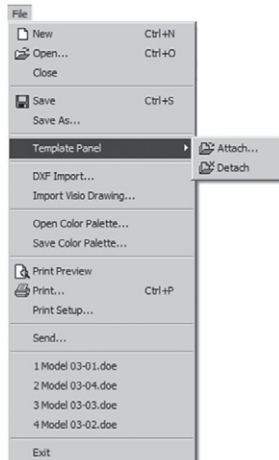 File
New Ctrl+N
Open... Ctrl+O
Close
Save Ctrl+S
Save As...
Template Panel
Attach...
Detach
DXF Import...
Import Visio Drawing...
Open Color Palette...
Save Color Palette...
Print Preview
Print... Ctrl+P
Print Setup...
Send...
1 Model 03-01.doe
2 Model 03-04.doe
3 Model 03-03.doe
4 Model 03-02.doe
Exit